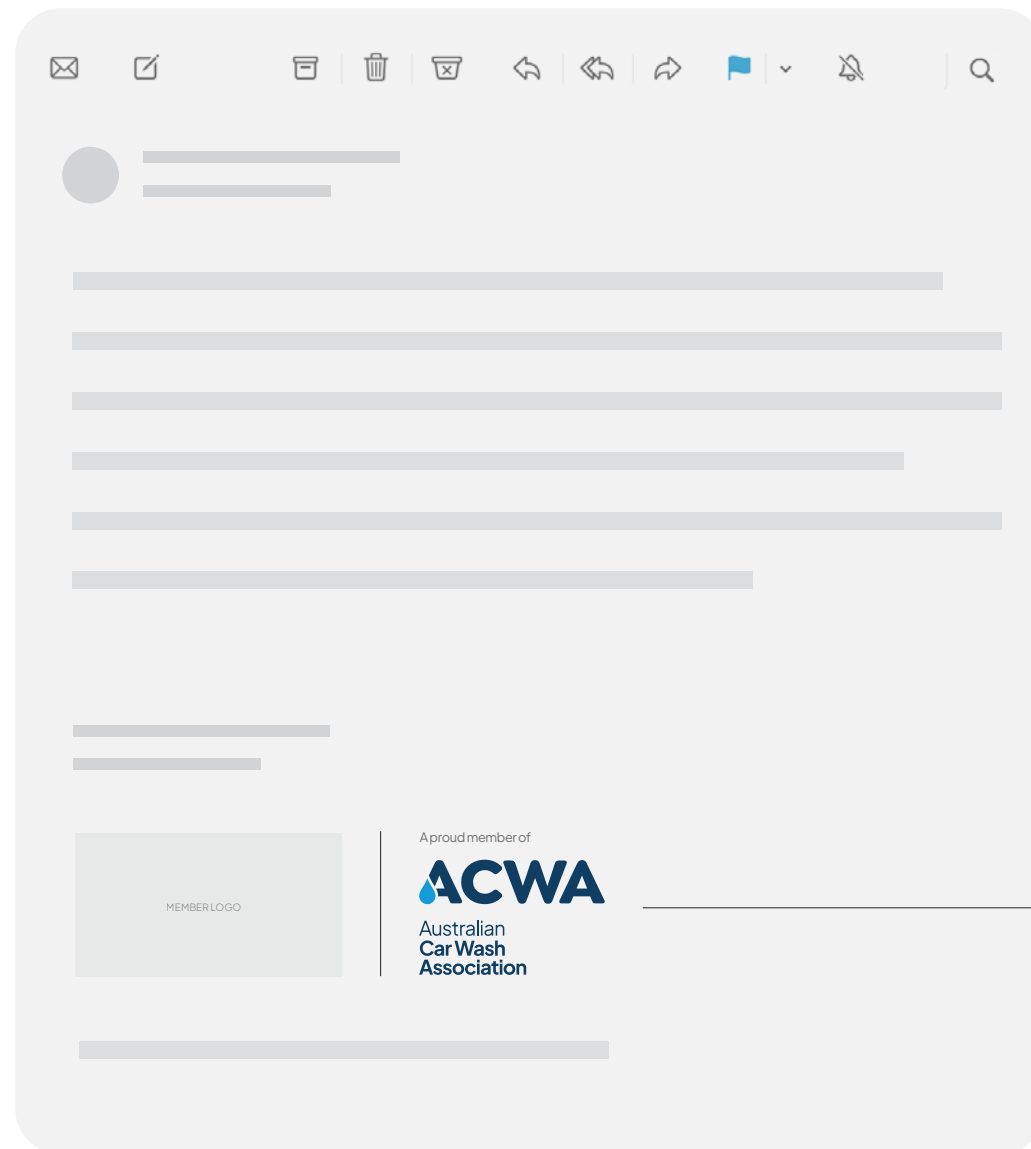 A proud member of
MEMBER LOGO
ACWA
Australian
Car Wash
Association